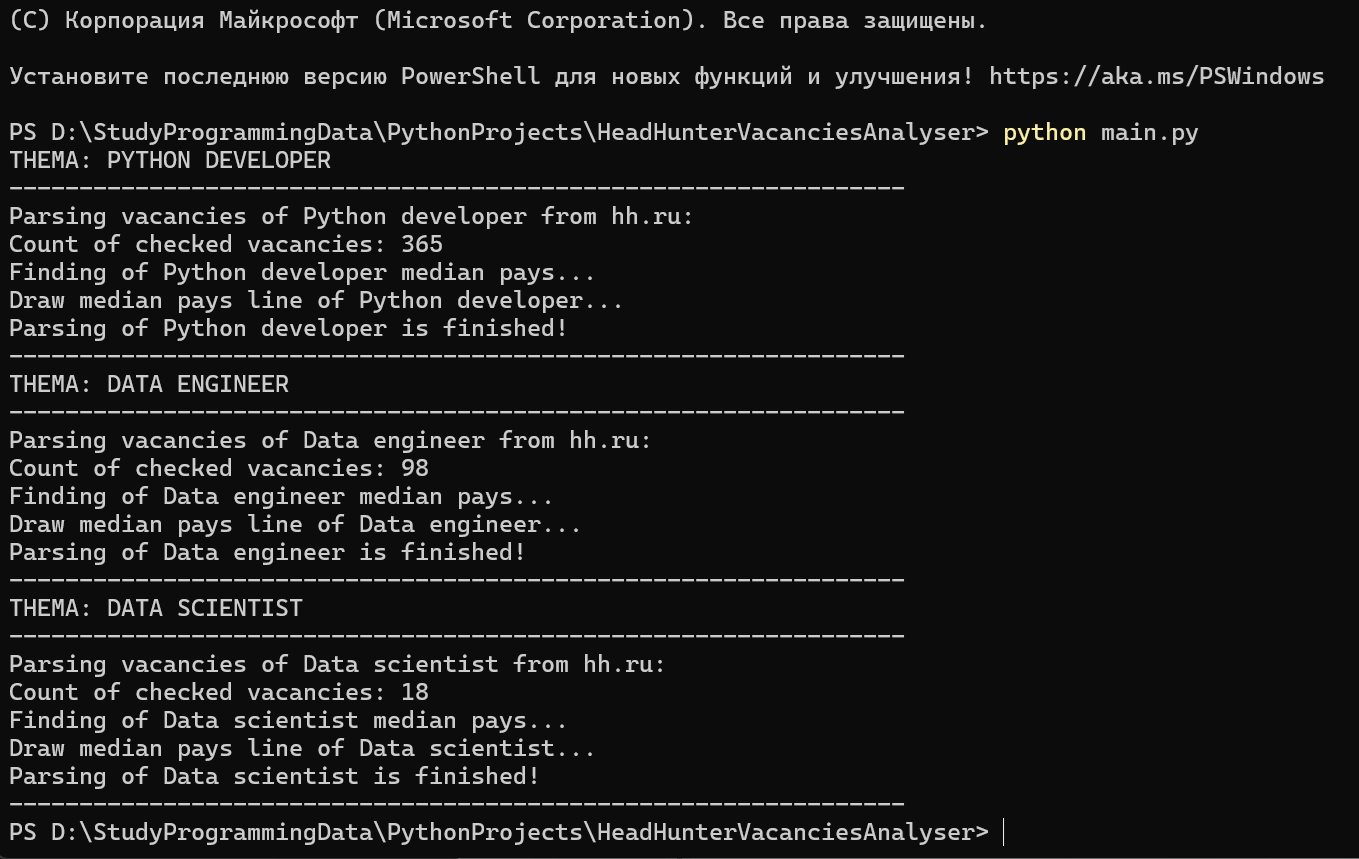 (C) Корпорация Майкрософт (Microsoft Corporation). Все права защищены.
Установите последнюю версию PowerShell для новых функций и улучшения! https://aka.ms/PSWindows
PS D:\StudyProgrammingData\PythonProjects\HeadHunterVacanciesAnalyser> python main.py
THEMA: PYTHON DEVELOPER
----------------------------------------------------------------
Parsing vacancies of Python developer from hh.ru:
Count of checked vacancies: 365
Finding of Python developer median pays...
Draw median pays line of Python developer...
Parsing of Python developer is finished!
----------------------------------------------------------------
THEMA: DATA ENGINEER
----------------------------------------------------------------
Parsing vacancies of Data engineer from hh.ru:
Count of checked vacancies: 98
Finding of Data engineer median pays...
Draw median pays line of Data engineer...
Parsing of Data engineer is finished!
----------------------------------------------------------------
THEMA: DATA SCIENTIST
----------------------------------------------------------------
Parsing vacancies of Data scientist from hh.ru:
Count of checked vacancies: 18
Finding of Data scientist median pays...
Draw median pays line of Data scientist...
Parsing of Data scientist is finished!
----------------------------------------------------------------
PS D:\StudyProgrammingData\PythonProjects\HeadHunterVacanciesAnalyser>